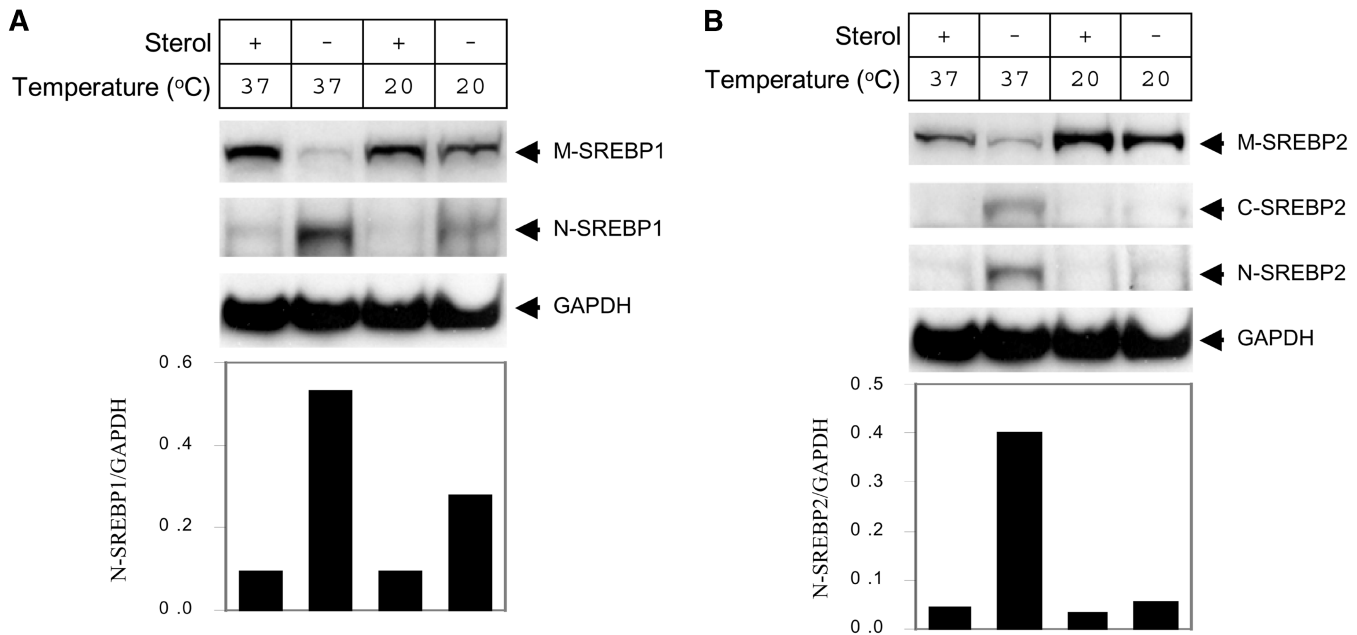 A
Sterol + - + -
Temperature (oC) 37 37 20 20
M-SREBP1
N-SREBP1
GAPDH
0.6
0.4
0.2
0.0
N-SREBP1/GAPDH
B
Sterol + - + -
Temperature (oC) 37 37 20 20
M-SREBP2
C-SREBP2
N-SREBP2
GAPDH
0.5
0.4
0.3
0.2
0.1
0.0
N-SREBP2/GAPDH